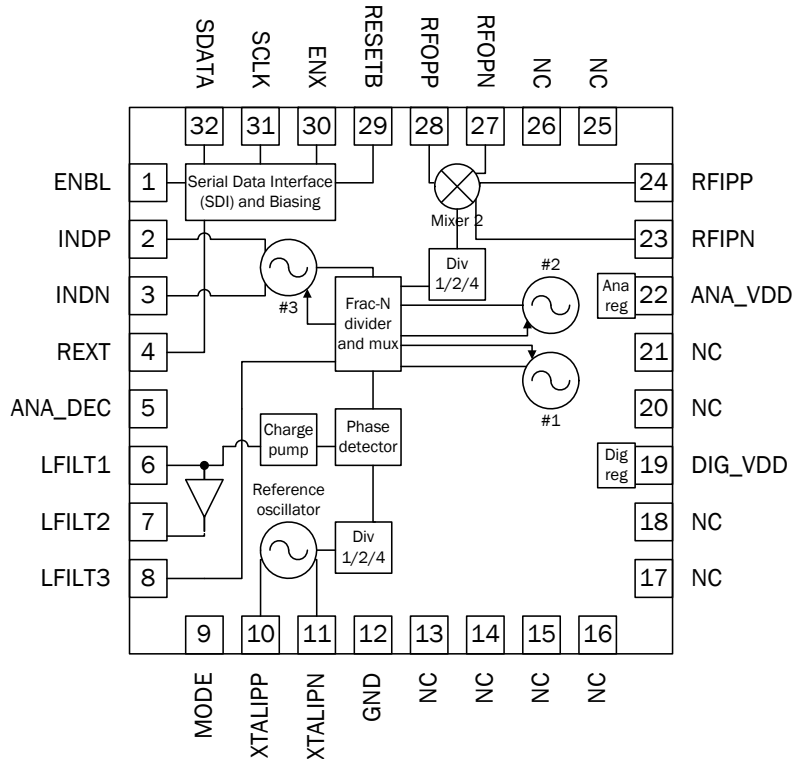 SDATA
SCLK
ENX
RESETB
RFOPP
RFOPN
NC
NC
32
31
30
29
28
27
26
25
ENBL
1
Serial Data Interface
(SDI) and Biasing
Mixer 2
24
RFIPP
INDP
2
23
RFIPN
Div
1/2/4
#2
INDN
3
#3
Frac-N
divider
and mux
Ana
reg
22
ANA_VDD
REXT
4
21
NC
ANA_DEC
5
#1
20
NC
LFILT1
6
Charge
pump
Phase
detector
Dig
reg
19
DIG_VDD
Reference
oscillator
LFILT2
7
18
NC
Div
1/2/4
LFILT3
8
17
NC
9
10
11
12
13
14
15
16
MODE
XTALIPP
XTALIPN
GND
NC
NC
NC
NC